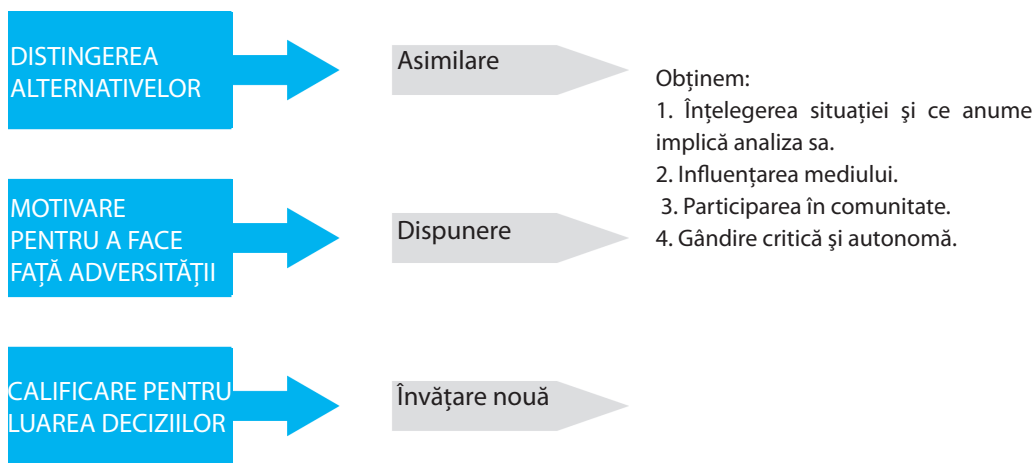 DISTINGEREA
ALTERNATIVELOR
Asimilare
MOTIVARE
PENTRU A FACE
FAȚĂ ADVERSITĂȚII
Dispunere
CALIFICARE PENTRU
LUAREA DECIZIILOR
Învățare nouă
Obținem:
1. Înțelegerea situației şi ce anume
implică analiza sa.
2. Influențarea mediului.
3. Participarea în comunitate.
4. Gândire critică şi autonomă.